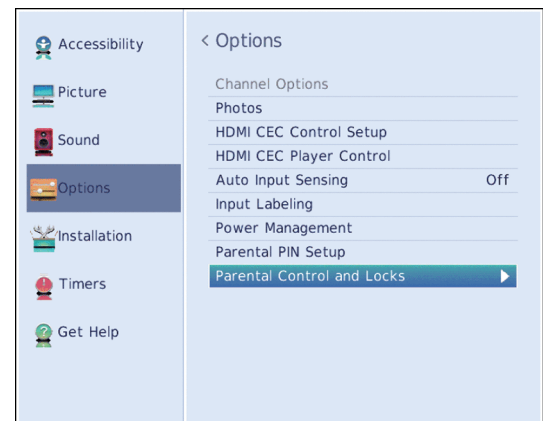 Accessibility
Picture
Sound
Options
Installation
Timers
Get Help
< Options
Channel Options
Photos
HDMI CEC Control Setup
HDMI CEC Player Control
Auto Input Sensing Off
Input Labeling
Power Management
Parental PIN Setup
Parental Control and Locks